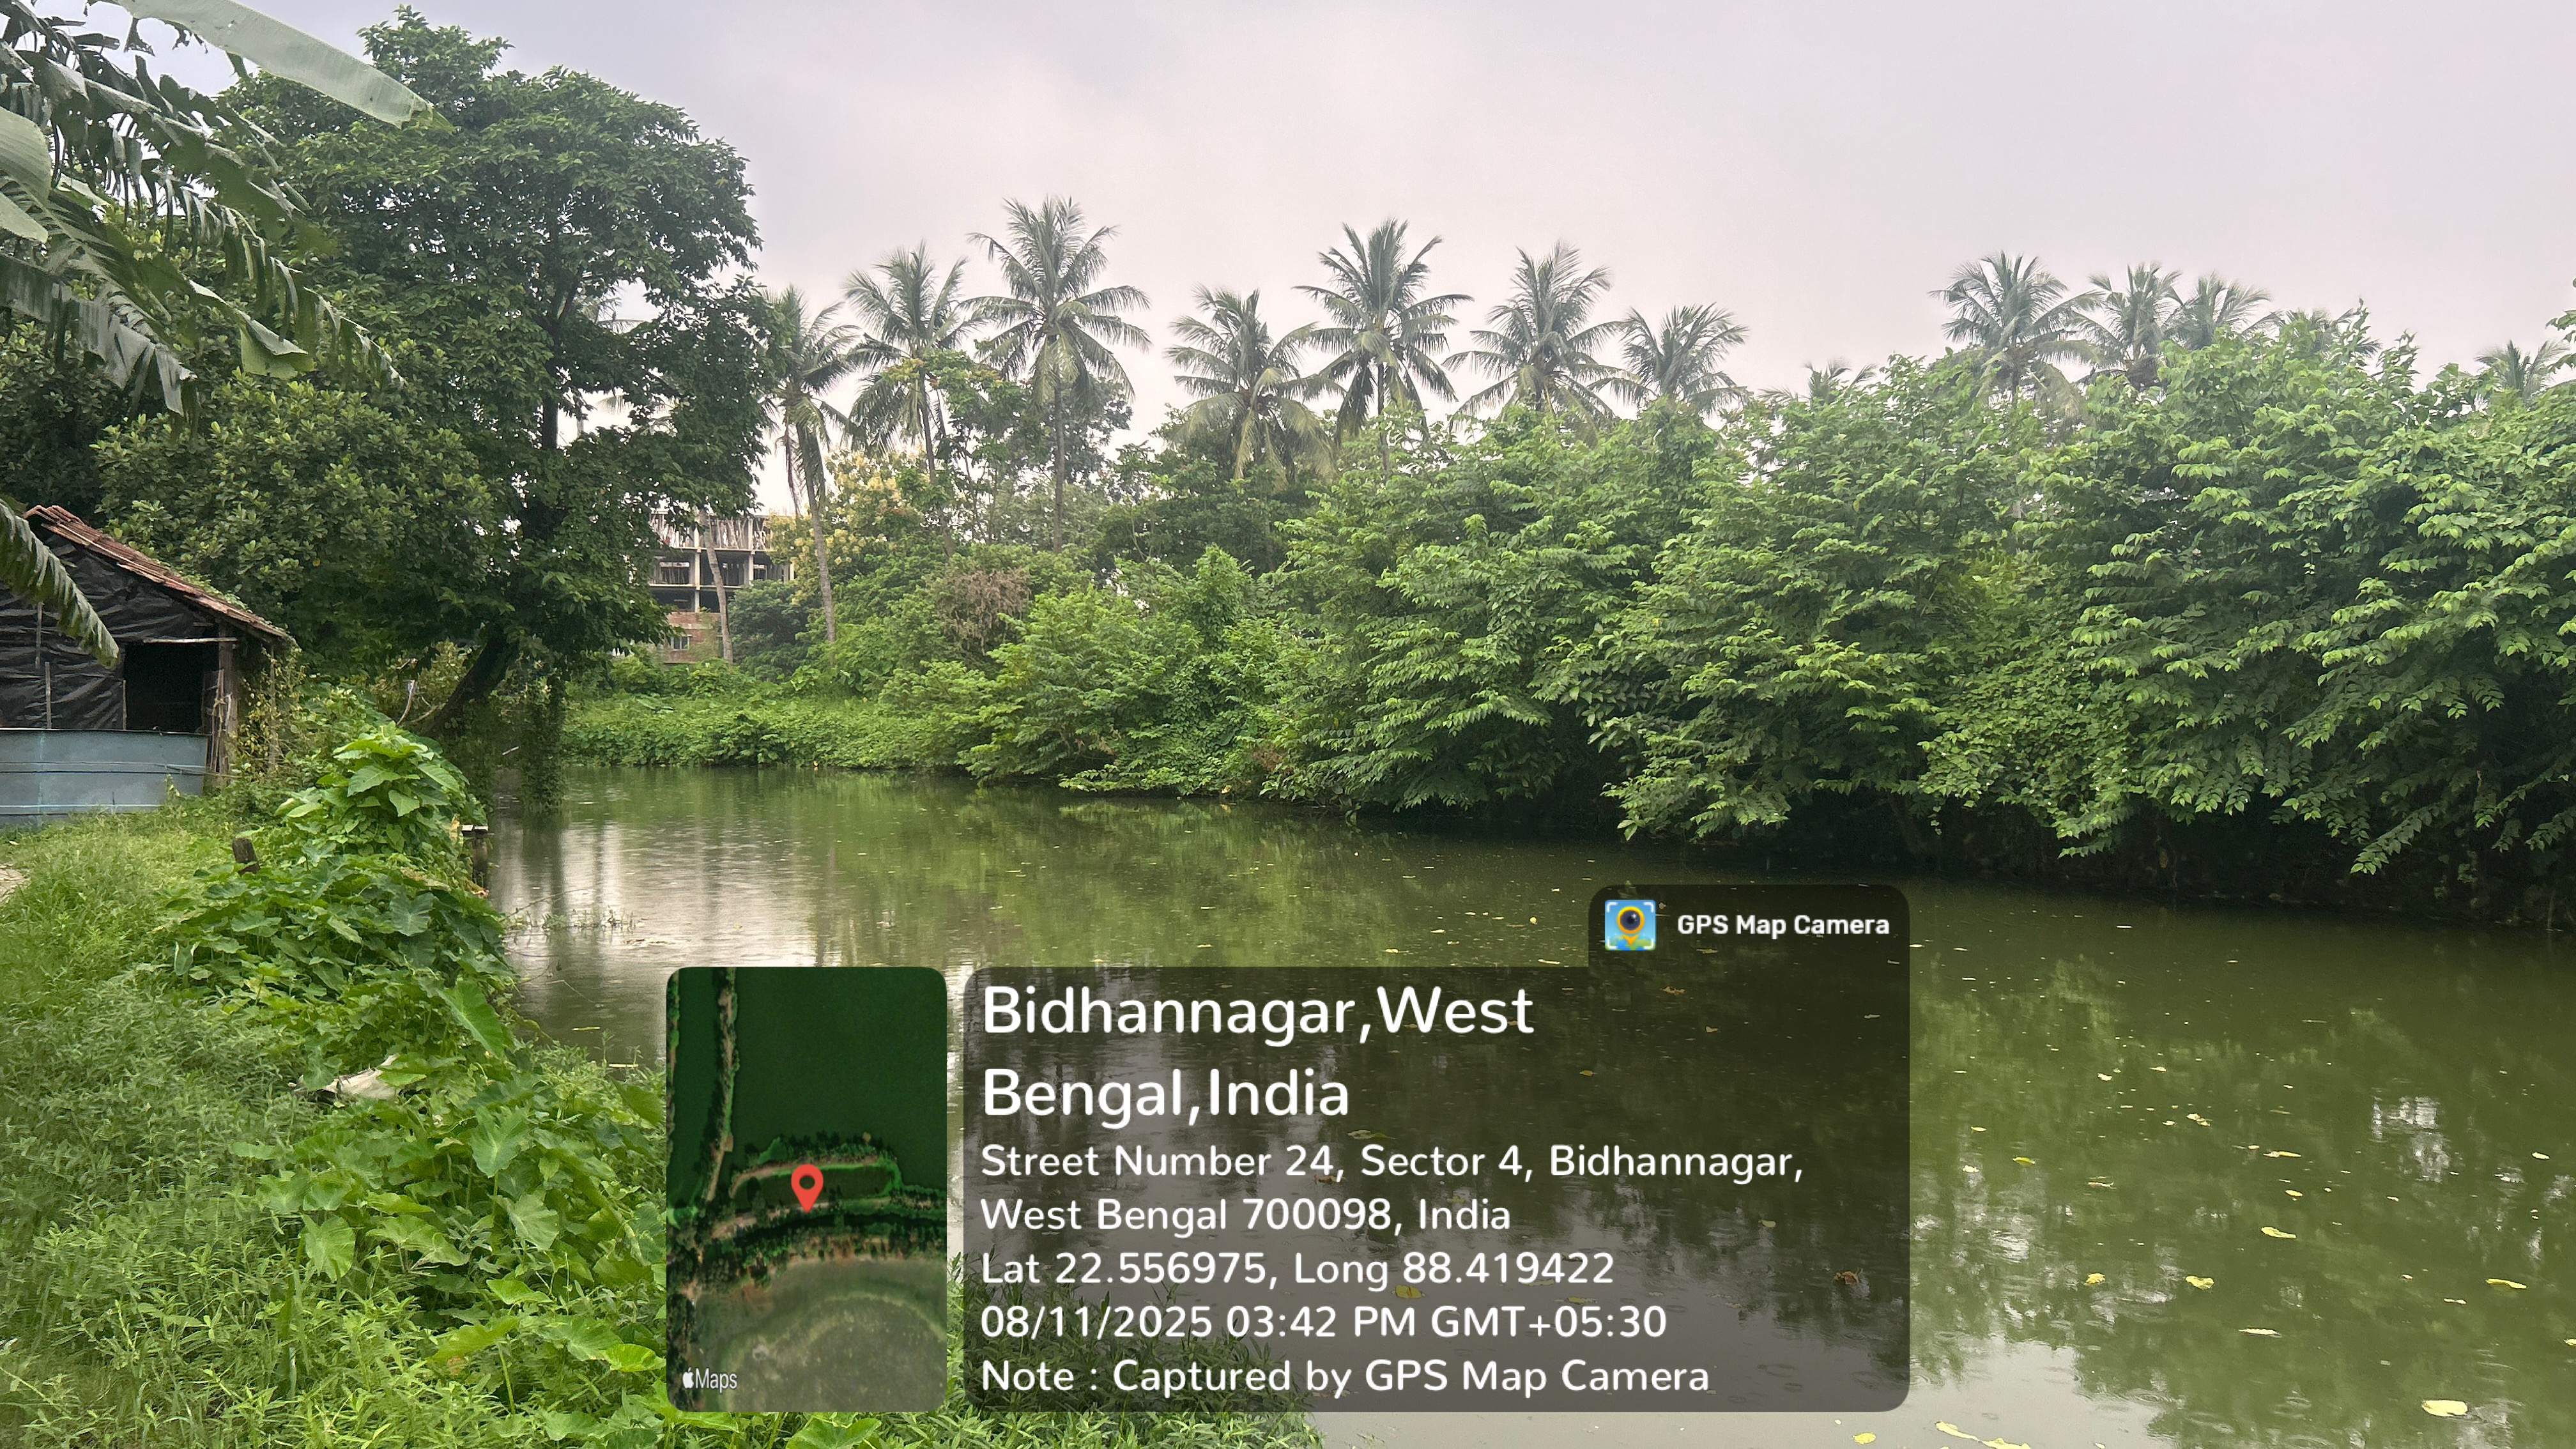 GPS Map Camera
Bidhannagar,West
Bengal,India
Street Number 24, Sector 4, Bidhannagar,
West Bengal 700098, India
Lat 22.556975, Long 88.419422
08/11/2025 03:42 PM GMT+05:30
Note : Captured by GPS Map Camera
Maps